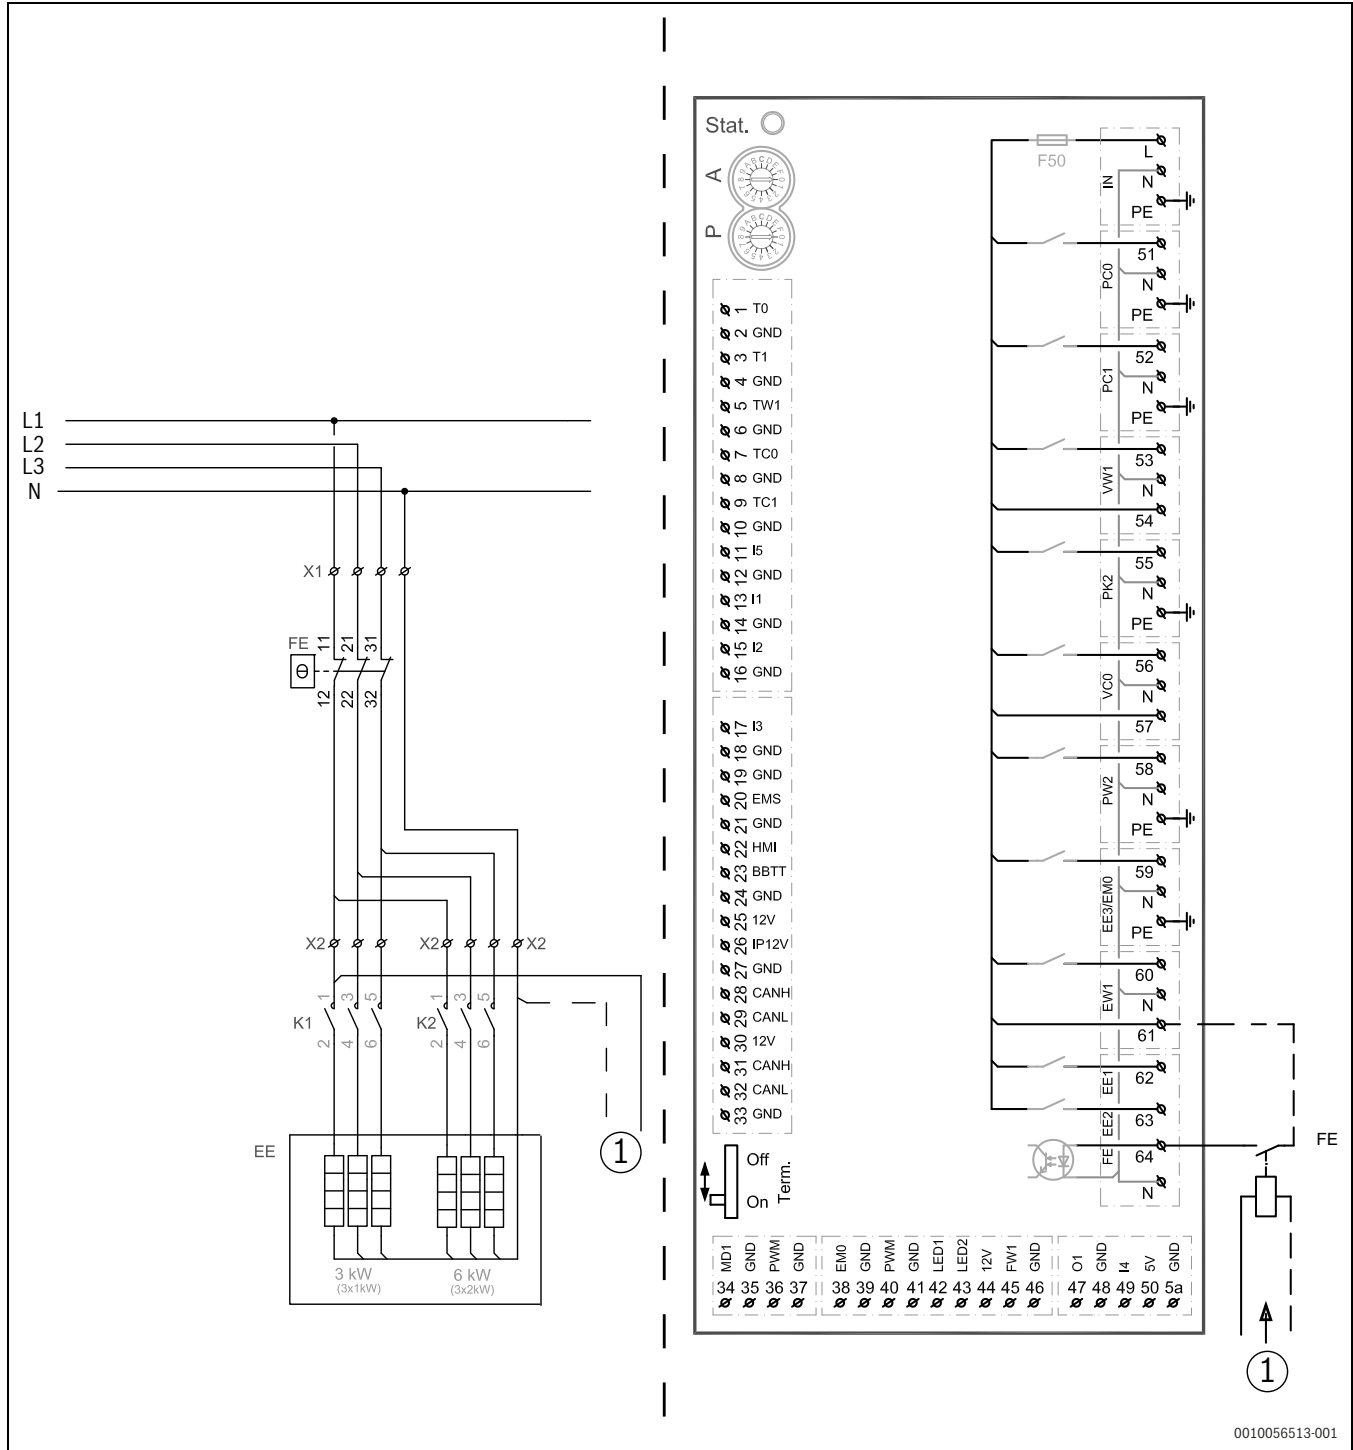 L1
L2
L3
N
X1
FE
11 21 31
Θ
12 22 32
X2 X2 X2
1 3 5 1 3 5
K1 K2
2 4 6 2 4 6
1
EE
3 kW
(3x1kW)
6 kW
(3x2kW)
Stat.
A
P
1 T0
2 GND
3 T1
4 GND
5 TW1
6 GND
7 TC0
8 GND
9 TC1
10 GND
11 I5
12 GND
13 I1
14 GND
15 I2
16 GND
17 I3
18 GND
19 GND
20 EMS
21 GND
22 HMI
23 BBTT
24 GND
25 12V
26 IP12V
27 GND
28 CANH
29 CANL
30 12V
31 CANH
32 CANL
33 GND
Off
On
Term.
MD1 GND PWM GND
34 35 36 37
EM0 GND PWM GND LED1 LED2 12V FW1 GND
38 39 40 41 42 43 44 45 46
O1 GND I4 5V GND
47 48 49 50 5a
F50
IN
L
N
PE
PC0
51
N
PE
PC1
52
N
PE
VW1
53
N
54
PK2
55
N
PE
VC0
56
N
57
PW2
58
N
PE
EE3/EM0
59
N
PE
EW1
60
N
61
EE1
62
EE2
63
FE
64
N
FE
1
0010056513-001